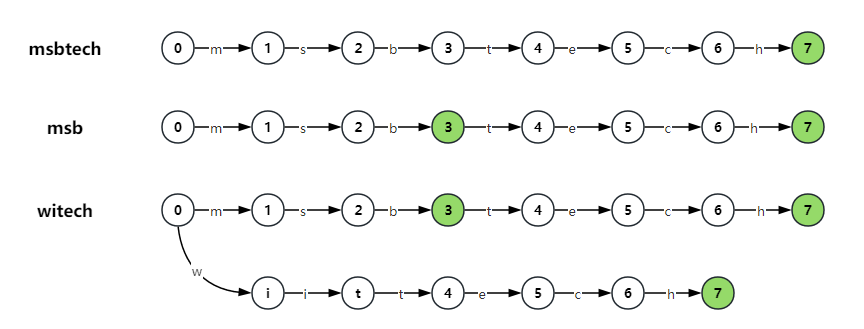 msbtech 0 m 1 s 2 b 3 t 4 e 5 c 6 h 7
msb 0 m 1 s 2 b 3 t 4 e 5 c 6 h 7
witech 0 m 1 s 2 b 3 t 4 e 5 c 6 h 7
w
i i t t 4 e 5 c 6 h 7